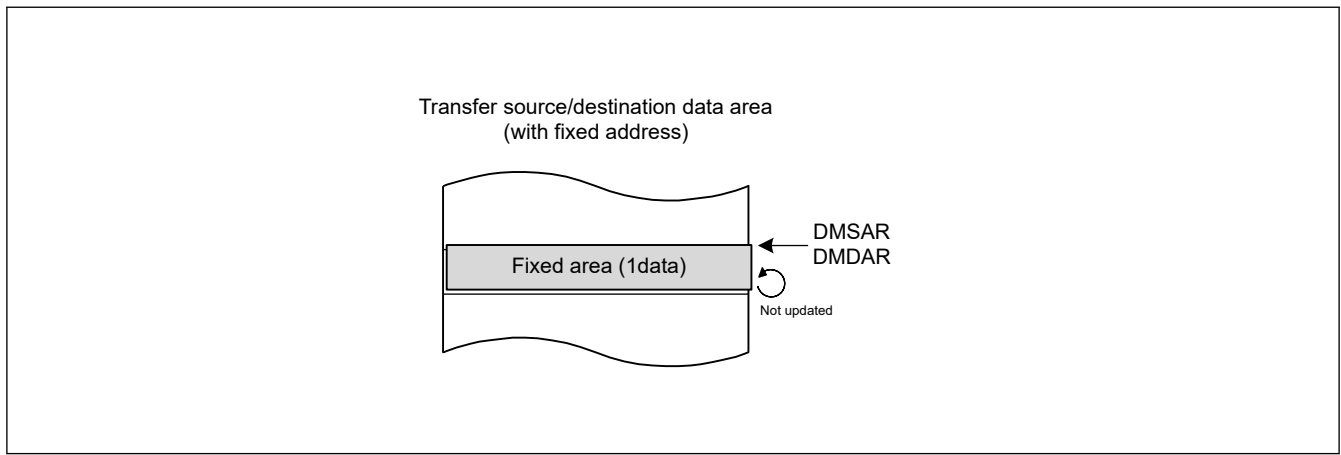 Transfer source/destination data area
(with fixed address)
DMSAR
DMDAR
Fixed area (1data)
Not updated